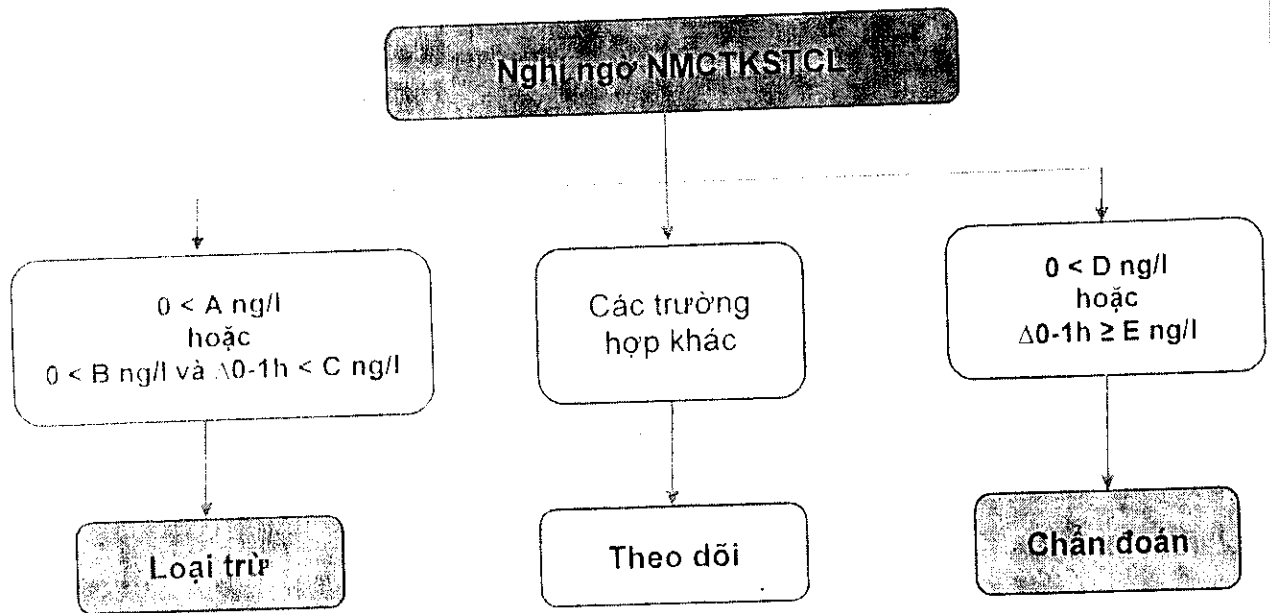 Nghi ngờ NMCTKSTCL
0 < A ng/l
hoặc
0 < B ng/l và Δ0-1h < C ng/l
Các trường
hợp khác
0 < D ng/l
hoặc
Δ0-1h ≥ E ng/l
Loại trừ
Theo dõi
Chẩn đoán